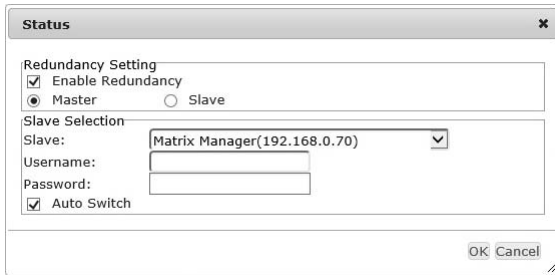 Status
Redundancy Setting
Enable Redundancy
Master Slave
Slave Selection
Slave: Matrix Manager(192.168.0.70)
Username:
Password:
Auto Switch
OK Cancel